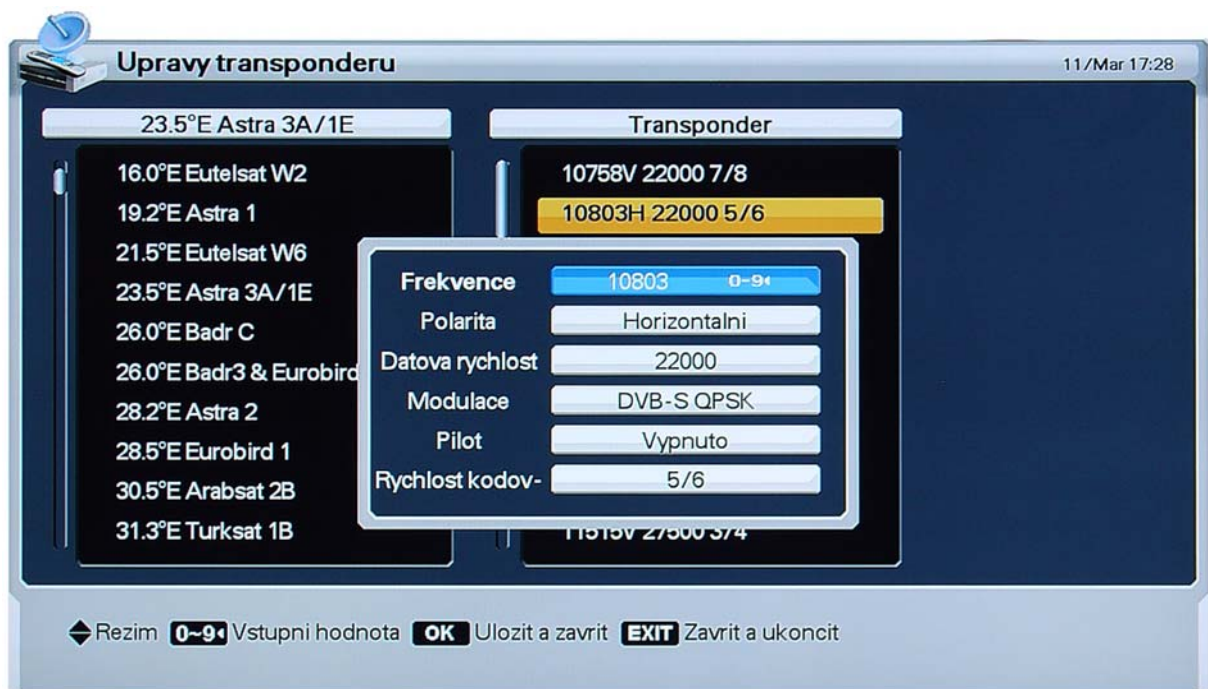 Upravy transponderu
11/Mar 17:28
23.5°E Astra 3A/1E
16.0°E Eutelsat W2
19.2°E Astra 1
21.5°E Eutelsat W6
23.5°E Astra 3A/1E
26.0°E Badr C
26.0°E Badr3 & Eurobird
28.2°E Astra 2
28.5°E Eurobird 1
30.5°E Arabsat 2B
31.3°E Turksat 1B
Transponder
10758V 22000 7/8
10803H 22000 5/6
Frekvence 10803 0-9
Polarita Horizontalni
Datova rychlost 22000
Modulace DVB-S QPSK
Pilot Vypnuto
Rychlost kodov- 5/6
11515V 27500 3/4
Rezim 0~9 Vstupni hodnota OK Ulozit a zavrit EXIT Zavrit a ukoncit